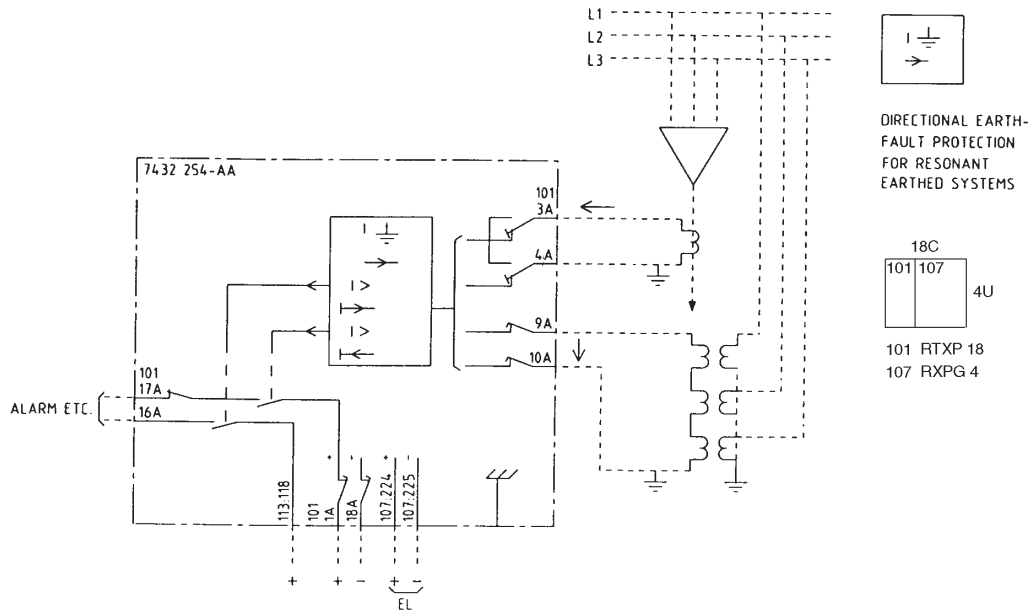 L1
L2
L3
I
DIRECTIONAL EARTH-
FAULT PROTECTION
FOR RESONANT
EARTHED SYSTEMS
7432 254-AA
101
3A
4A
9A
10A
I
I >
I >
18C
101 107
4U
101 RTXP 18
107 RXPG 4
101
17A
16A
ALARM ETC.
+ + + -
113:118
101
1A
18A
107:224
107:225
+ + - + -
EL